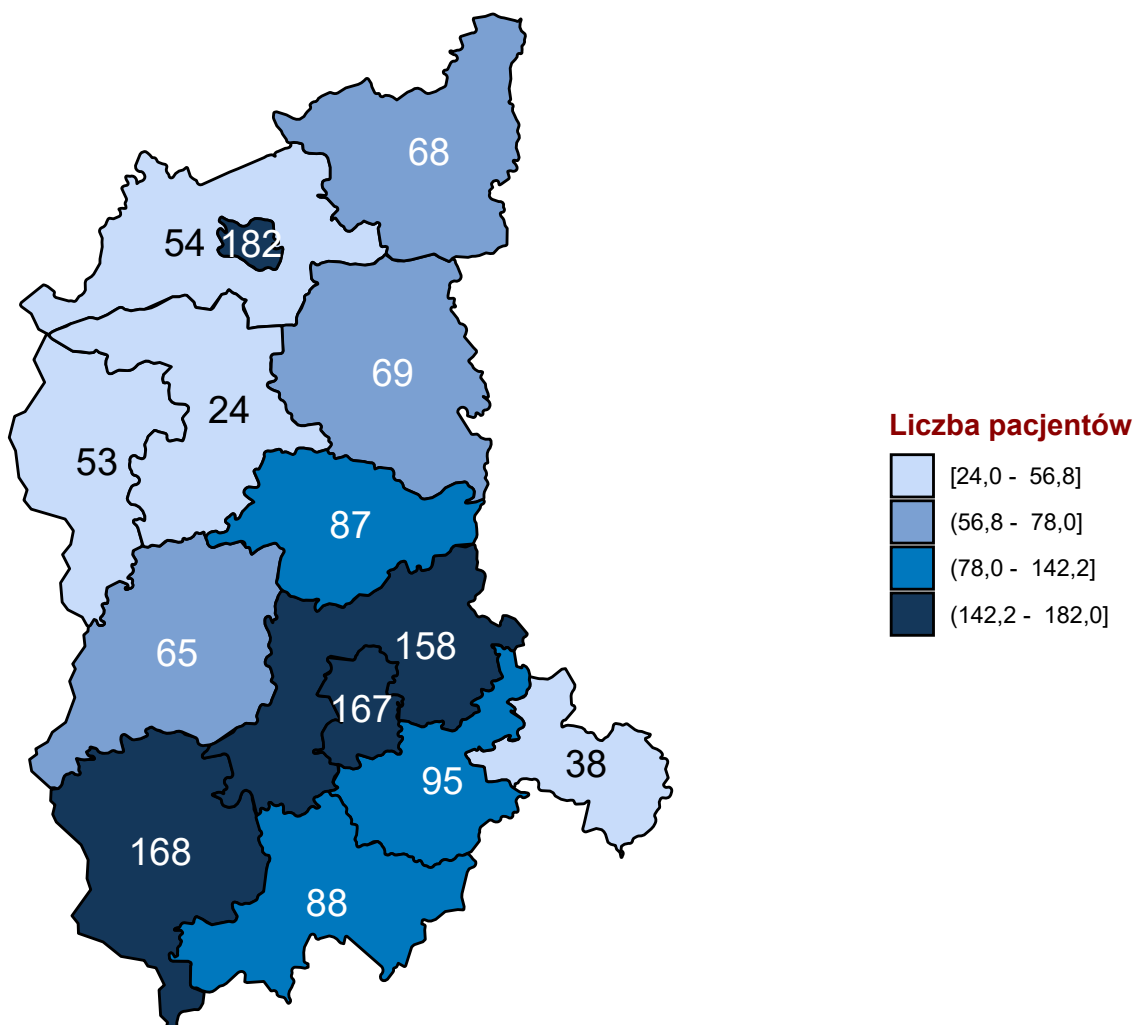 68
54 182
69
24
53
87
158
65
167
38
95
168
88
Liczba pacjentów
[24,0 - 56,8]
(56,8 - 78,0]
(78,0 - 142,2]
(142,2 - 182,0]